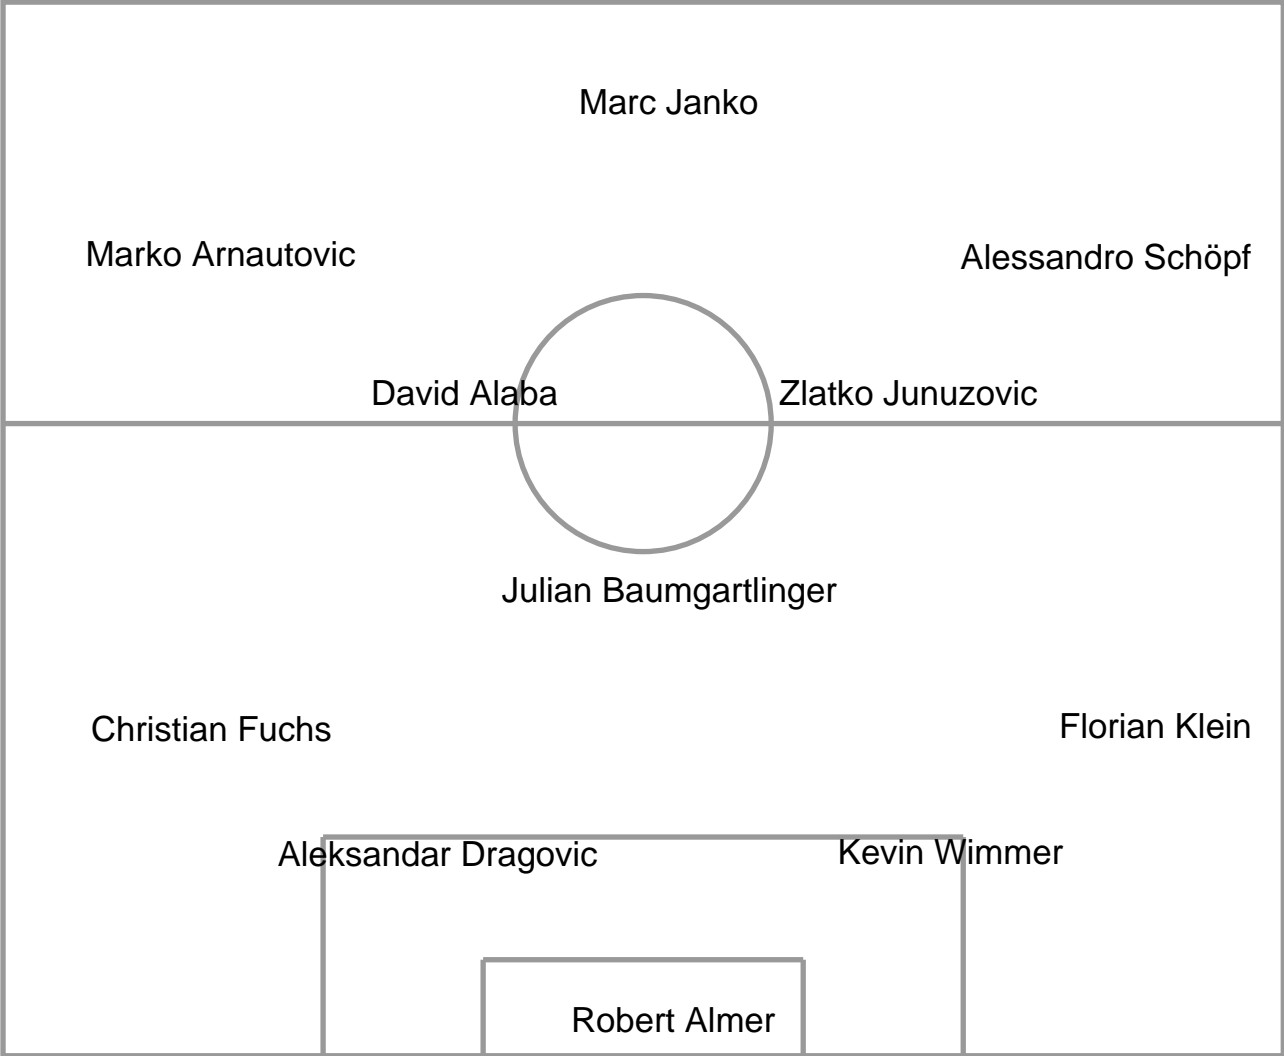 Marc Janko
Marko Arnautovic
Alessandro Schöpf
David Alaba
Zlatko Junuzovic
Julian Baumgartlinger
Christian Fuchs
Florian Klein
Aleksandar Dragovic
Kevin Wimmer
Robert Almer